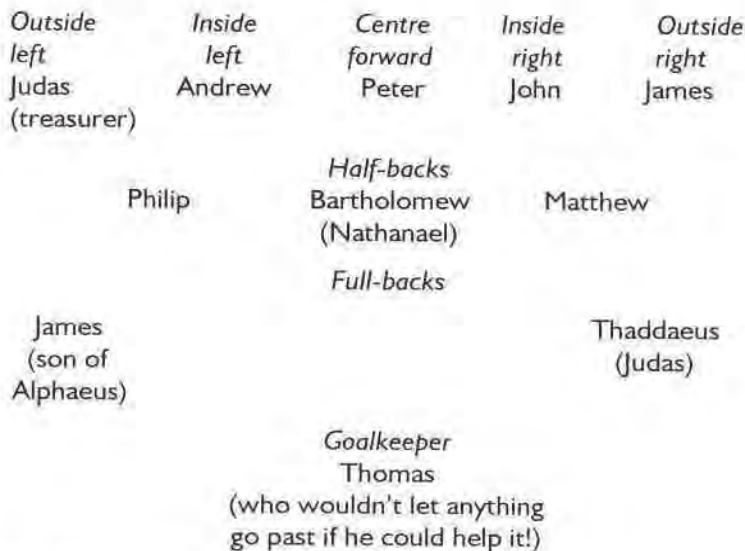 Outside Inside Centre Inside Outside
left left forward right right
Judas Andrew Peter John James
(treasurer)
Half-backs
Philip Bartholomew Matthew
(Nathanael)
Full-backs
James Thaddaeus
(son of (Judas)
Alphaeus)
Goalkeeper
Thomas
(who wouldn't let anything
go past if he could help it!)